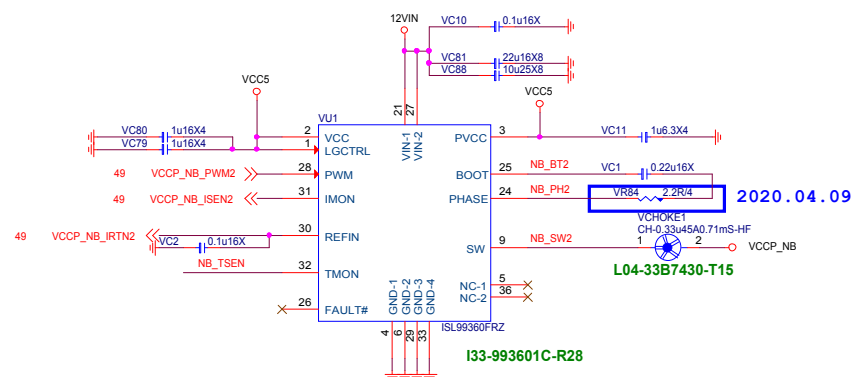 12VIN
VC10 0.1u16X
VC81 22u16X8
VC88 10u25X8
VCC5
VCC5
VU1
21
27
VC80 1u16X4
VC79 1u16X4
2 VCC
1 LGCTRL
VIN-1
VIN-2
PVCC 3
VC11 1u6.3X4
49 VCCP_NB_PWM2 28 PWM
BOOT 25 NB_BT2 VC1 0.22u16X
49 VCCP_NB_ISEN2 31 IMON
PHASE 24 NB_PH2 VR84 2.2R/4
2020.04.09
VCHOKE1
CH-0.33u45A0.71mS-HF
49 VCCP_NB_IRTN2 30 REFIN
VC2 0.1u16X
SW 9 NB_SW2 1 2 VCCP_NB
L04-33B7430-T15
NB_TSEN 32 TMON
NC-1 5
NC-2 36
26 FAULT#
GND-1
GND-2
GND-3
GND-4
ISL99360FRZ
4
6
29
33
I33-993601C-R28